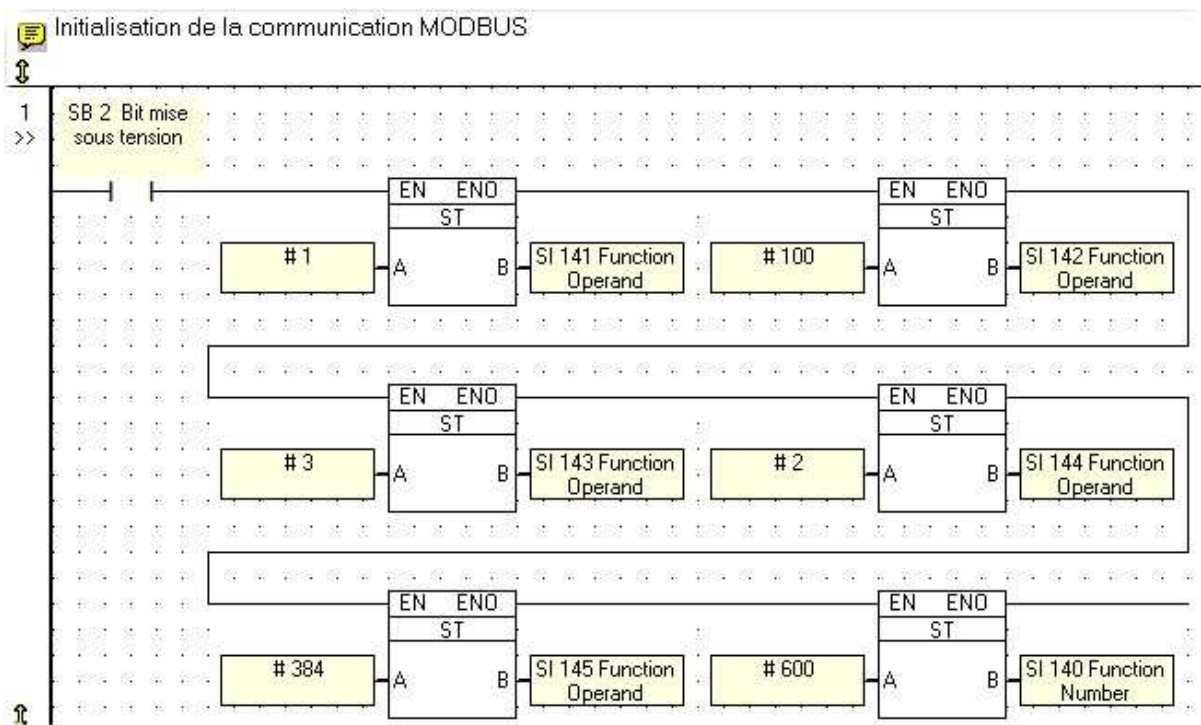 Initialisation de la communication MODBUS
1
>>
SB 2 Bit mise
sous tension
EN ENO
ST
# 1
A
B
SI 141 Function
Operand
EN ENO
ST
# 100
A
B
SI 142 Function
Operand
EN ENO
ST
# 3
A
B
SI 143 Function
Operand
EN ENO
ST
# 2
A
B
SI 144 Function
Operand
EN ENO
ST
# 384
A
B
SI 145 Function
Operand
EN ENO
ST
# 600
A
B
SI 140 Function
Number